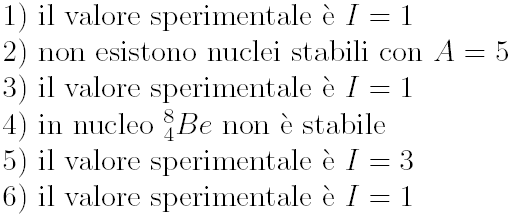 1) il valore sperimentale è I = 1
2) non esistono nuclei stabili con A = 5
3) il valore sperimentale è I = 1
4) in nucleo ⁸₄Be non è stabile
5) il valore sperimentale è I = 3
6) il valore sperimentale è I = 1